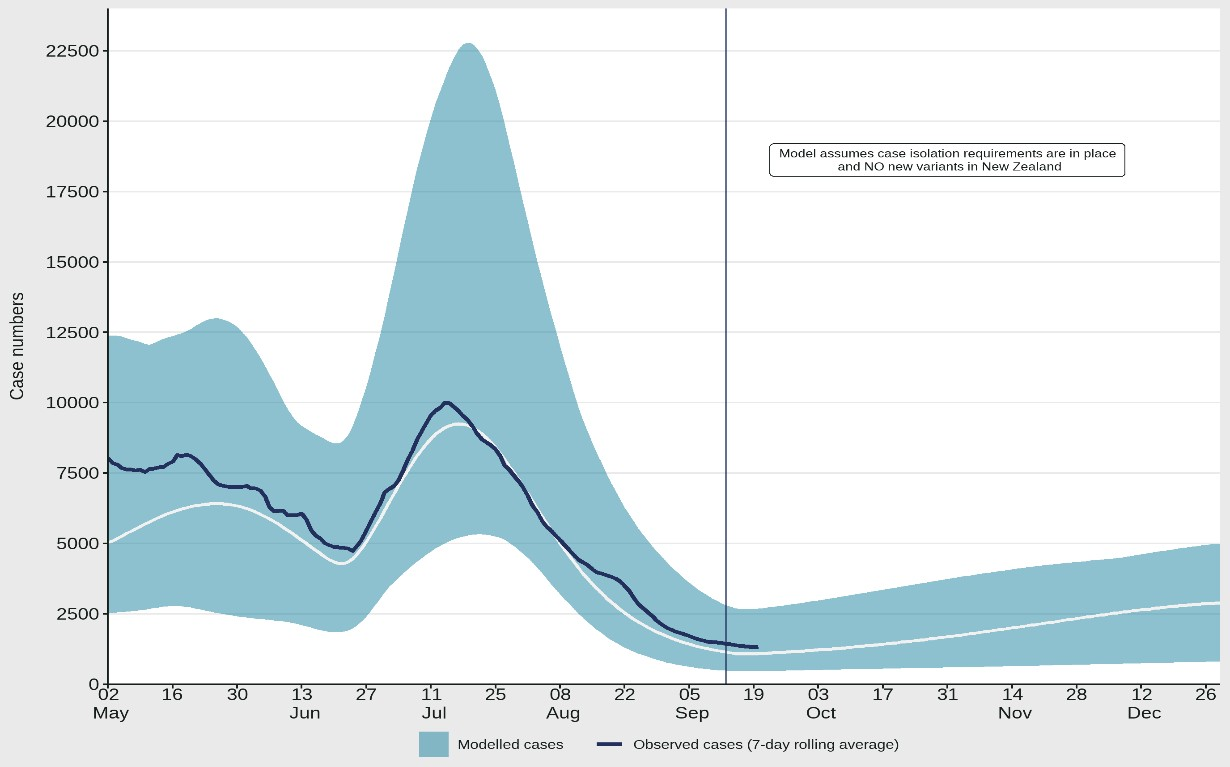 22500
20000
17500
15000
12500
10000
7500
5000
2500
0
Case numbers
Model assumes case isolation requirements are in place
and NO new variants in New Zealand
02 16 30 13 27 11 25 08 22 05 19 03 17 31 14 28 12 26
May Jun Jul Aug Sep Oct Nov Dec
Modelled cases Observed cases (7-day rolling average)